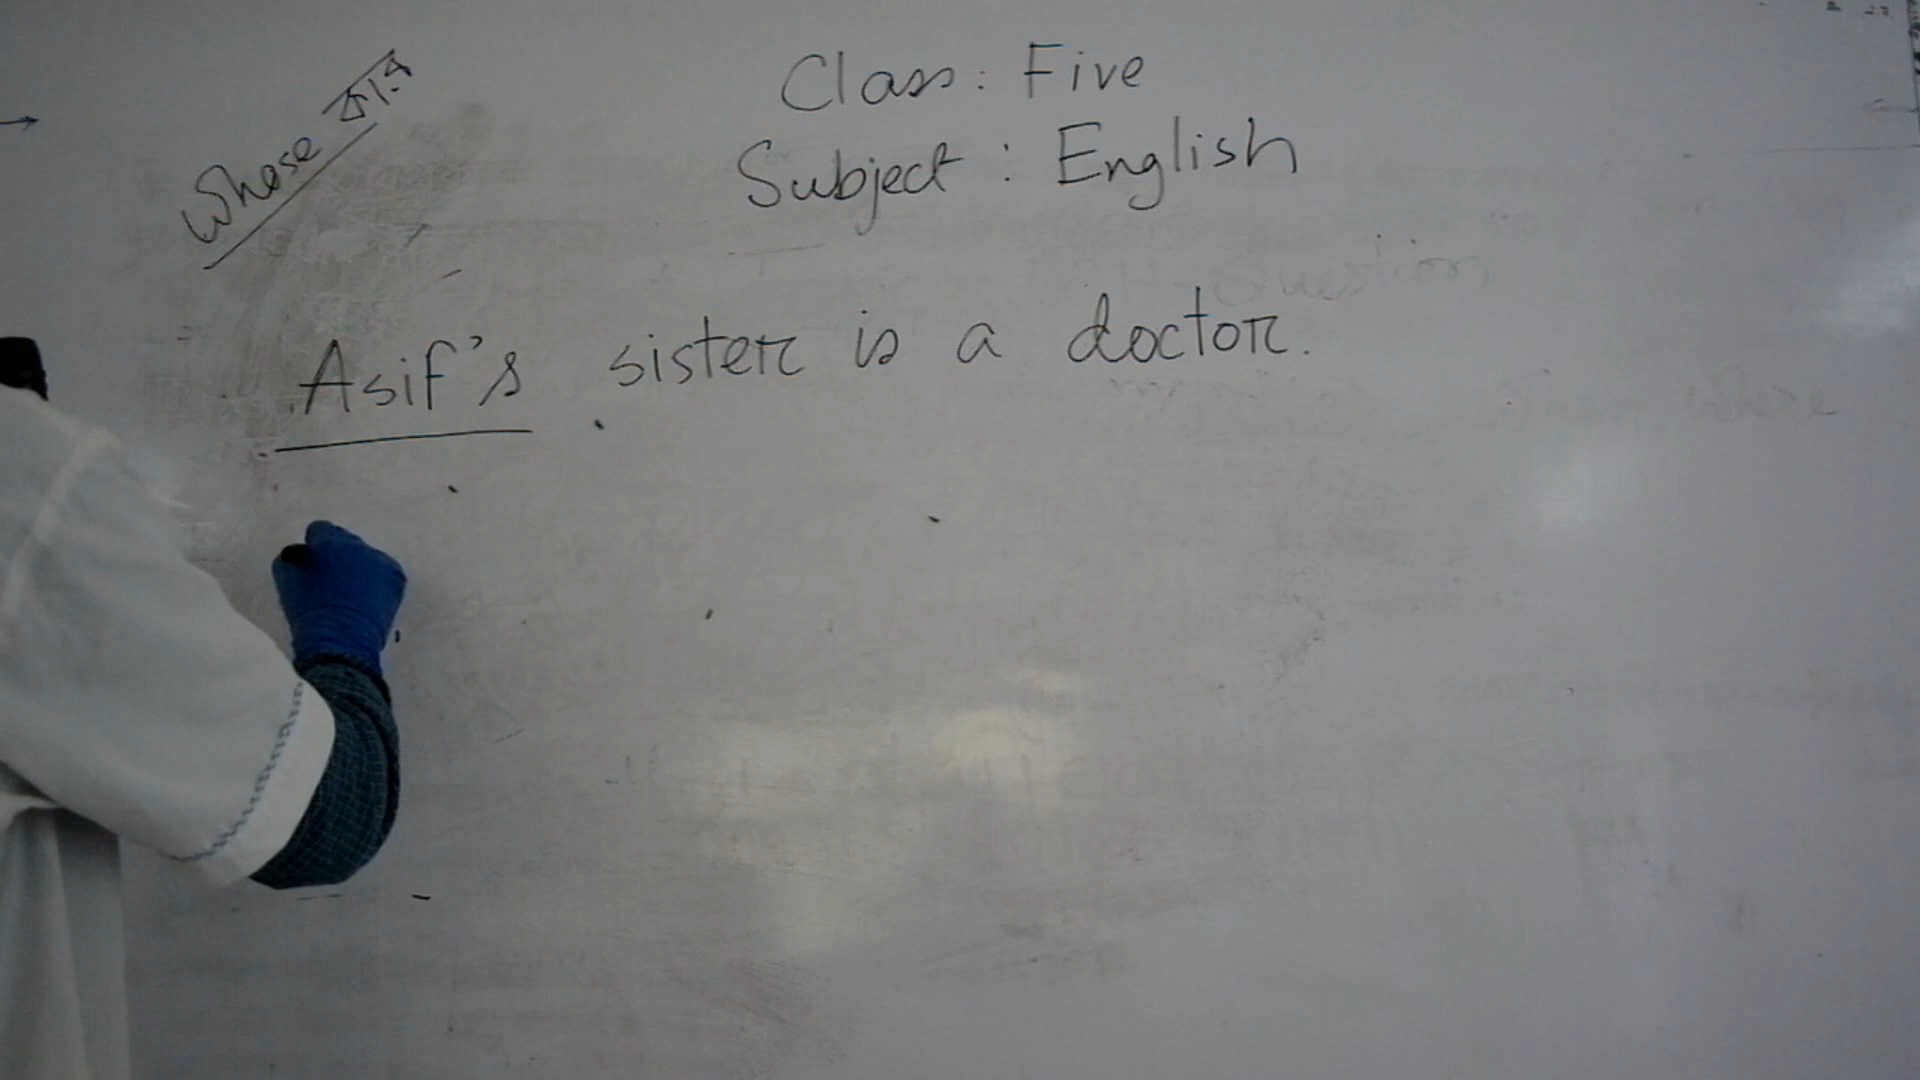 Class: Five
Subject: English
Whose কার
Asif's sister is a doctor.